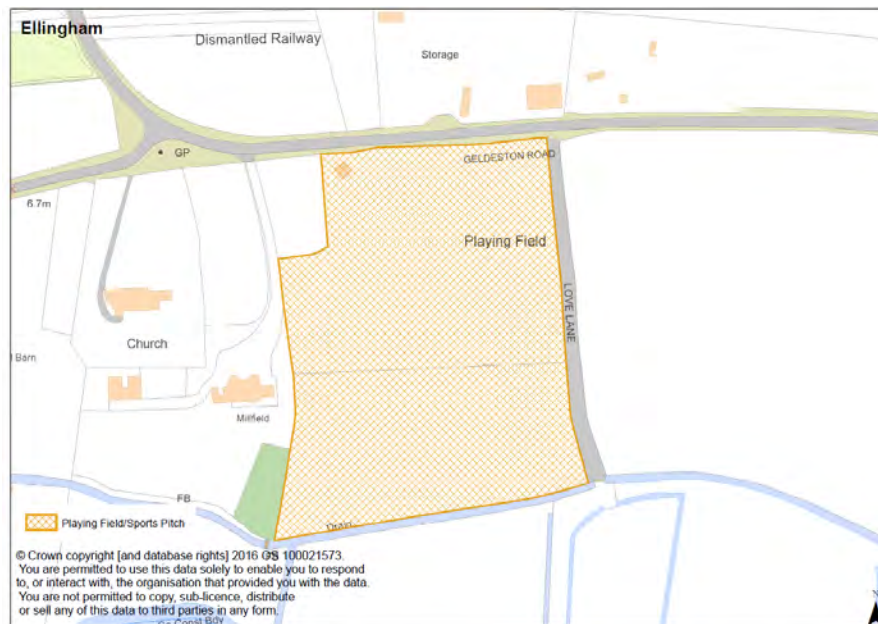 Ellingham
Dismantled Railway
Storage
GP
GELDESTON ROAD
6.7m
Playing Field
LOVE LANE
Church
Barn
Millfield
FB
Drain
Playing Field/Sports Pitch
© Crown copyright [and database rights] 2016 OS 100021573.
You are permitted to use this data solely to enable you to respond
to, or interact with, the organisation that provided you with the data.
You are not permitted to copy, sub-licence, distribute
or sell any of this data to third parties in any form.
Const Bdy
N